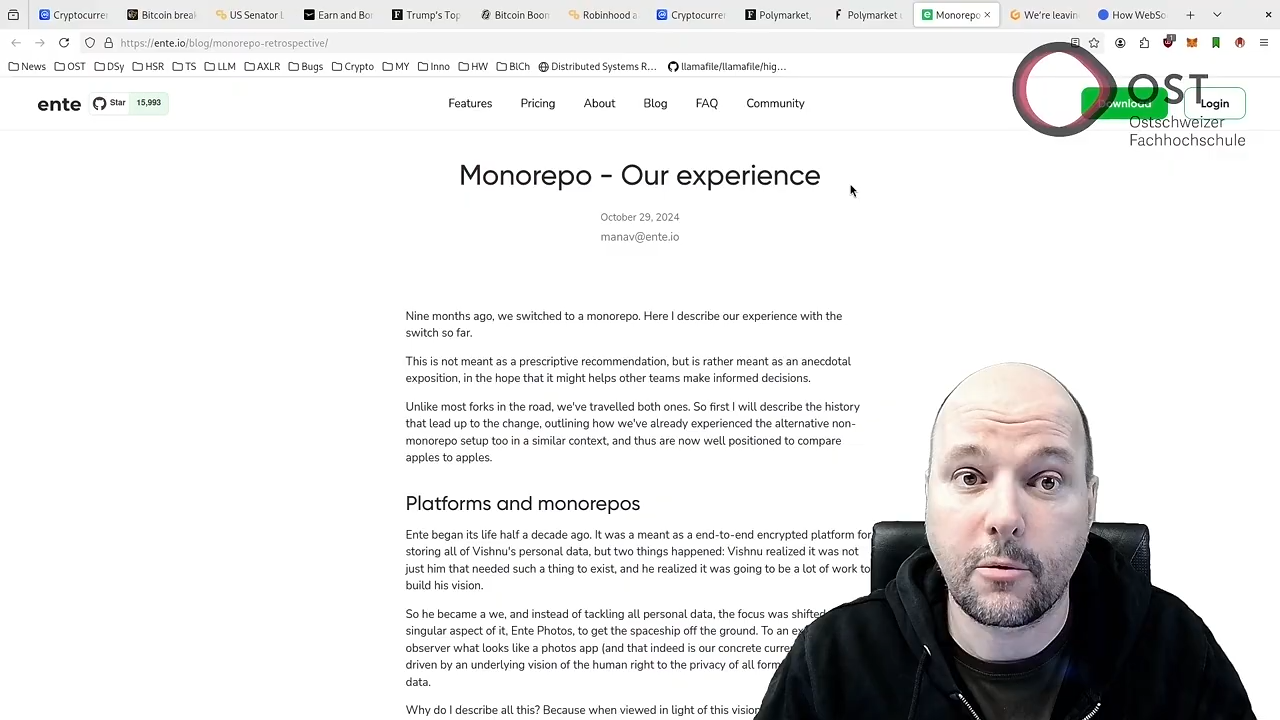 Cryptocurren
Bitcoin break
US Senator L
Earn and Bor
Trump's Top
Bitcoin Boon
Robinhood a
Cryptocurren
Polymarket,
Polymarket u
Monorepo
We're leavin
How WebSo
https://ente.io/blog/monorepo-retrospective/
News
OST
DSy
HSR
TS
LLM
AXLR
Bugs
Crypto
MY
Inno
HW
BlCh
Distributed Systems R...
llamafile/llamafile/hig...
ente
Star
15,993
Features
Pricing
About
Blog
FAQ
Community
Download
Login
OST
Ostschweizer
Fachhochschule
Monorepo - Our experience
October 29, 2024
manav@ente.io
Nine months ago, we switched to a monorepo. Here I describe our experience with the
switch so far.
This is not meant as a prescriptive recommendation, but is rather meant as an anecdotal
exposition, in the hope that it might helps other teams make informed decisions.
Unlike most forks in the road, we've travelled both ones. So first I will describe the history
that lead up to the change, outlining how we've already experienced the alternative non-
monorepo setup too in a similar context, and thus are now well positioned to compare
apples to apples.
Platforms and monorepos
Ente began its life half a decade ago. It was a meant as a end-to-end encrypted platform for
storing all of Vishnu's personal data, but two things happened: Vishnu realized it was not
just him that needed such a thing to exist, and he realized it was going to be a lot of work to
build his vision.
So he became a we, and instead of tackling all personal data, the focus was shifted
singular aspect of it, Ente Photos, to get the spaceship off the ground. To an ex
observer what looks like a photos app (and that indeed is our concrete curre
driven by an underlying vision of the human right to the privacy of all form
data.
Why do I describe all this? Because when viewed in light of this vision